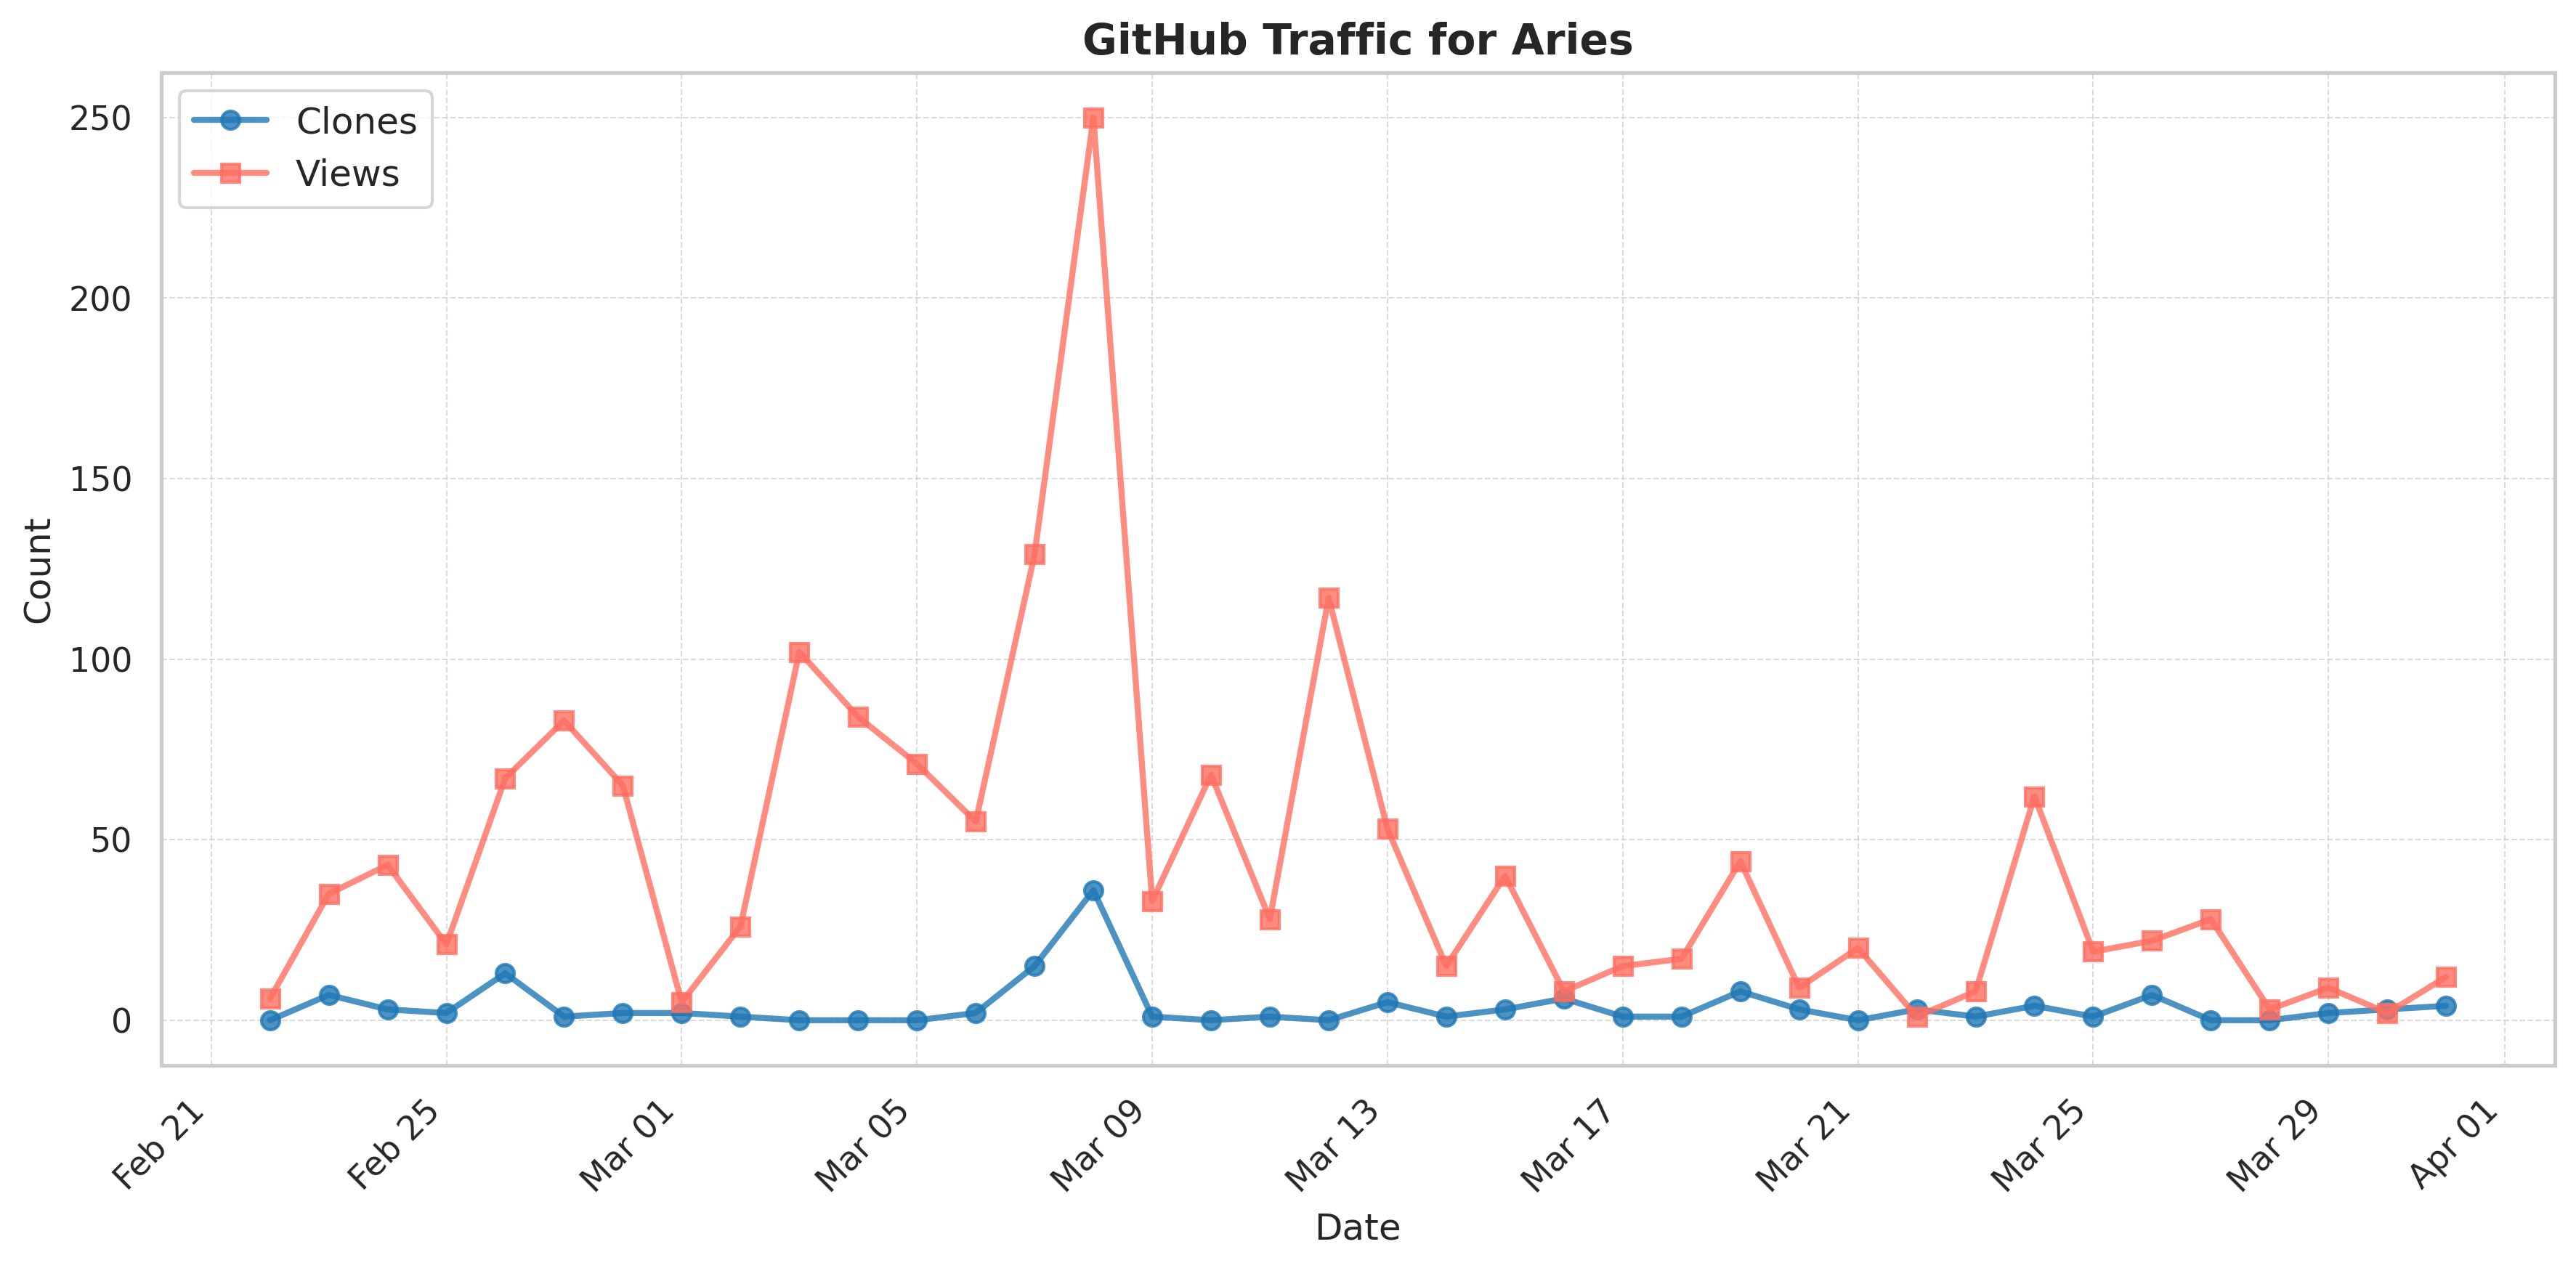 GitHub Traffic for Aries
Clones
Views
250
200
150
100
50
0
Count
Feb 21
Feb 25
Mar 01
Mar 05
Mar 09
Mar 13
Mar 17
Mar 21
Mar 25
Mar 29
Apr 01
Date